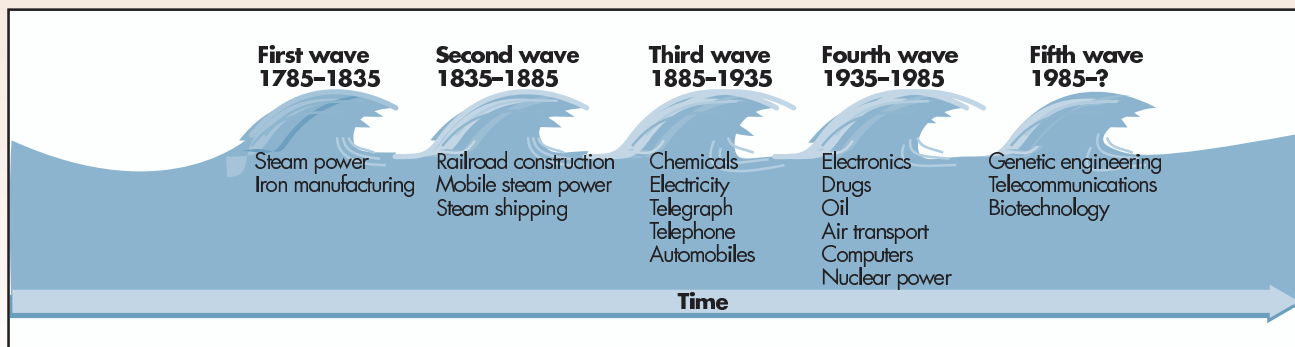 First wave
1785–1835
Second wave
1835–1885
Third wave
1885–1935
Fourth wave
1935–1985
Fifth wave
1985–?
Steam power
Iron manufacturing
Railroad construction
Mobile steam power
Steam shipping
Chemicals
Electricity
Telegraph
Telephone
Automobiles
Electronics
Drugs
Oil
Air transport
Computers
Nuclear power
Genetic engineering
Telecommunications
Biotechnology
Time